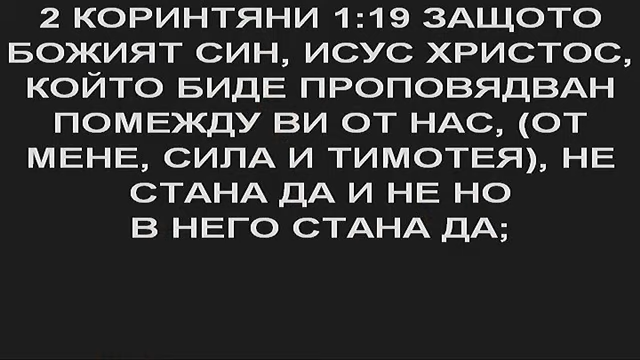 2 КОРИНТЯНИ 1:19 ЗАЩОТО
БОЖИЯТ СИН, ИСУС ХРИСТОС,
КОЙТО БИДЕ ПРОПОВЯДВАН
ПОМЕЖДУ ВИ ОТ НАС, (ОТ
МЕНЕ, СИЛА И ТИМОТЕЯ), НЕ
СТАНА ДА И НЕ НО
В НЕГО СТАНА ДА;